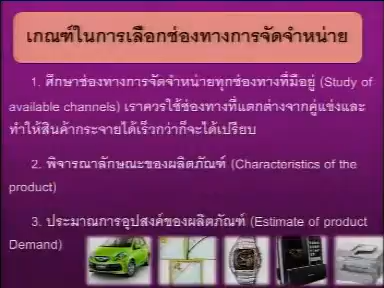 เกณฑ์ในการเลือกช่องทางการจัดจำหน่าย
1. ศึกษาช่องทางการจัดจำหน่ายทุกช่องทางที่มีอยู่ (Study of
available channels) เราควรใช้ช่องทางที่แตกต่างจากคู่แข่งและ
ทำให้สินค้ากระจายได้เร็วกว่าก็จะได้เปรียบ
2. พิจารณาลักษณะของผลิตภัณฑ์ (Characteristics of the
product)
3. ประมาณการอุปสงค์ของผลิตภัณฑ์ (Estimate of product
Demand)